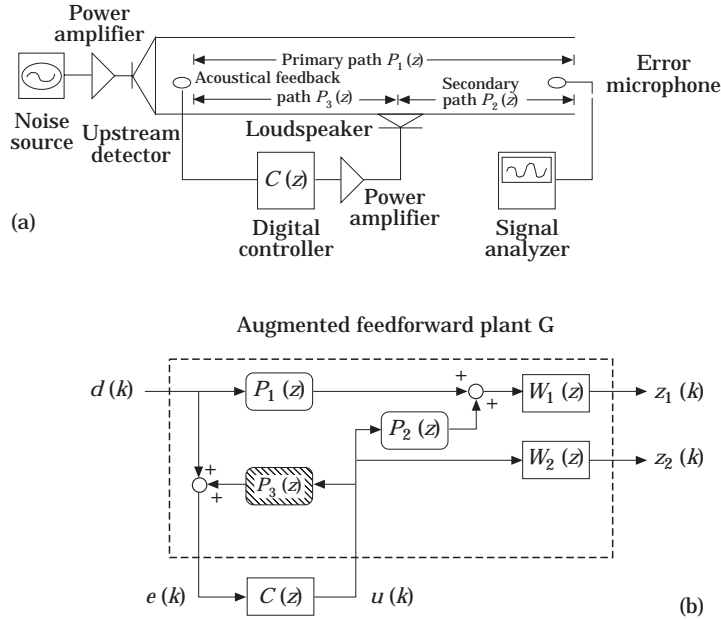 Power
amplifier
Primary path P₁(z)
Error
microphone
Acoustical feedback
path P₃(z)
Secondary
path P₂(z)
Noise
source
Upstream
detector
Loudspeaker
C(z)
Power
amplifier
Digital
controller
Signal
analyzer
(a)
Augmented feedforward plant G
d(k)
P₁(z)
+
+
W₁(z)
z₁(k)
P₂(z)
W₂(z)
z₂(k)
+
+
P₃(z)
e(k)
C(z)
u(k)
(b)